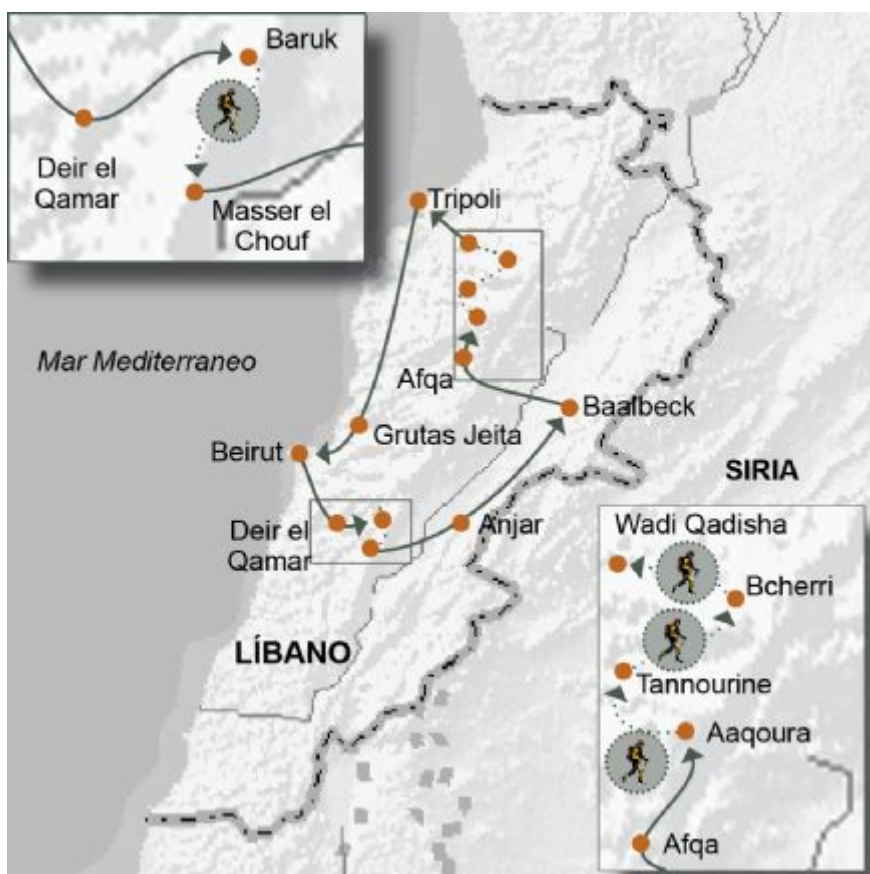 Baruk
Deir el
Qamar
Masser el
Chouf
Tripoli
Mar Mediterraneo
Afqa
Baalbeck
Grutas Jeita
Beirut
SIRIA
Deir el
Qamar
Anjar
Wadi Qadisha
Bcherri
LÍBANO
Tannourine
Aaqoura
Afqa